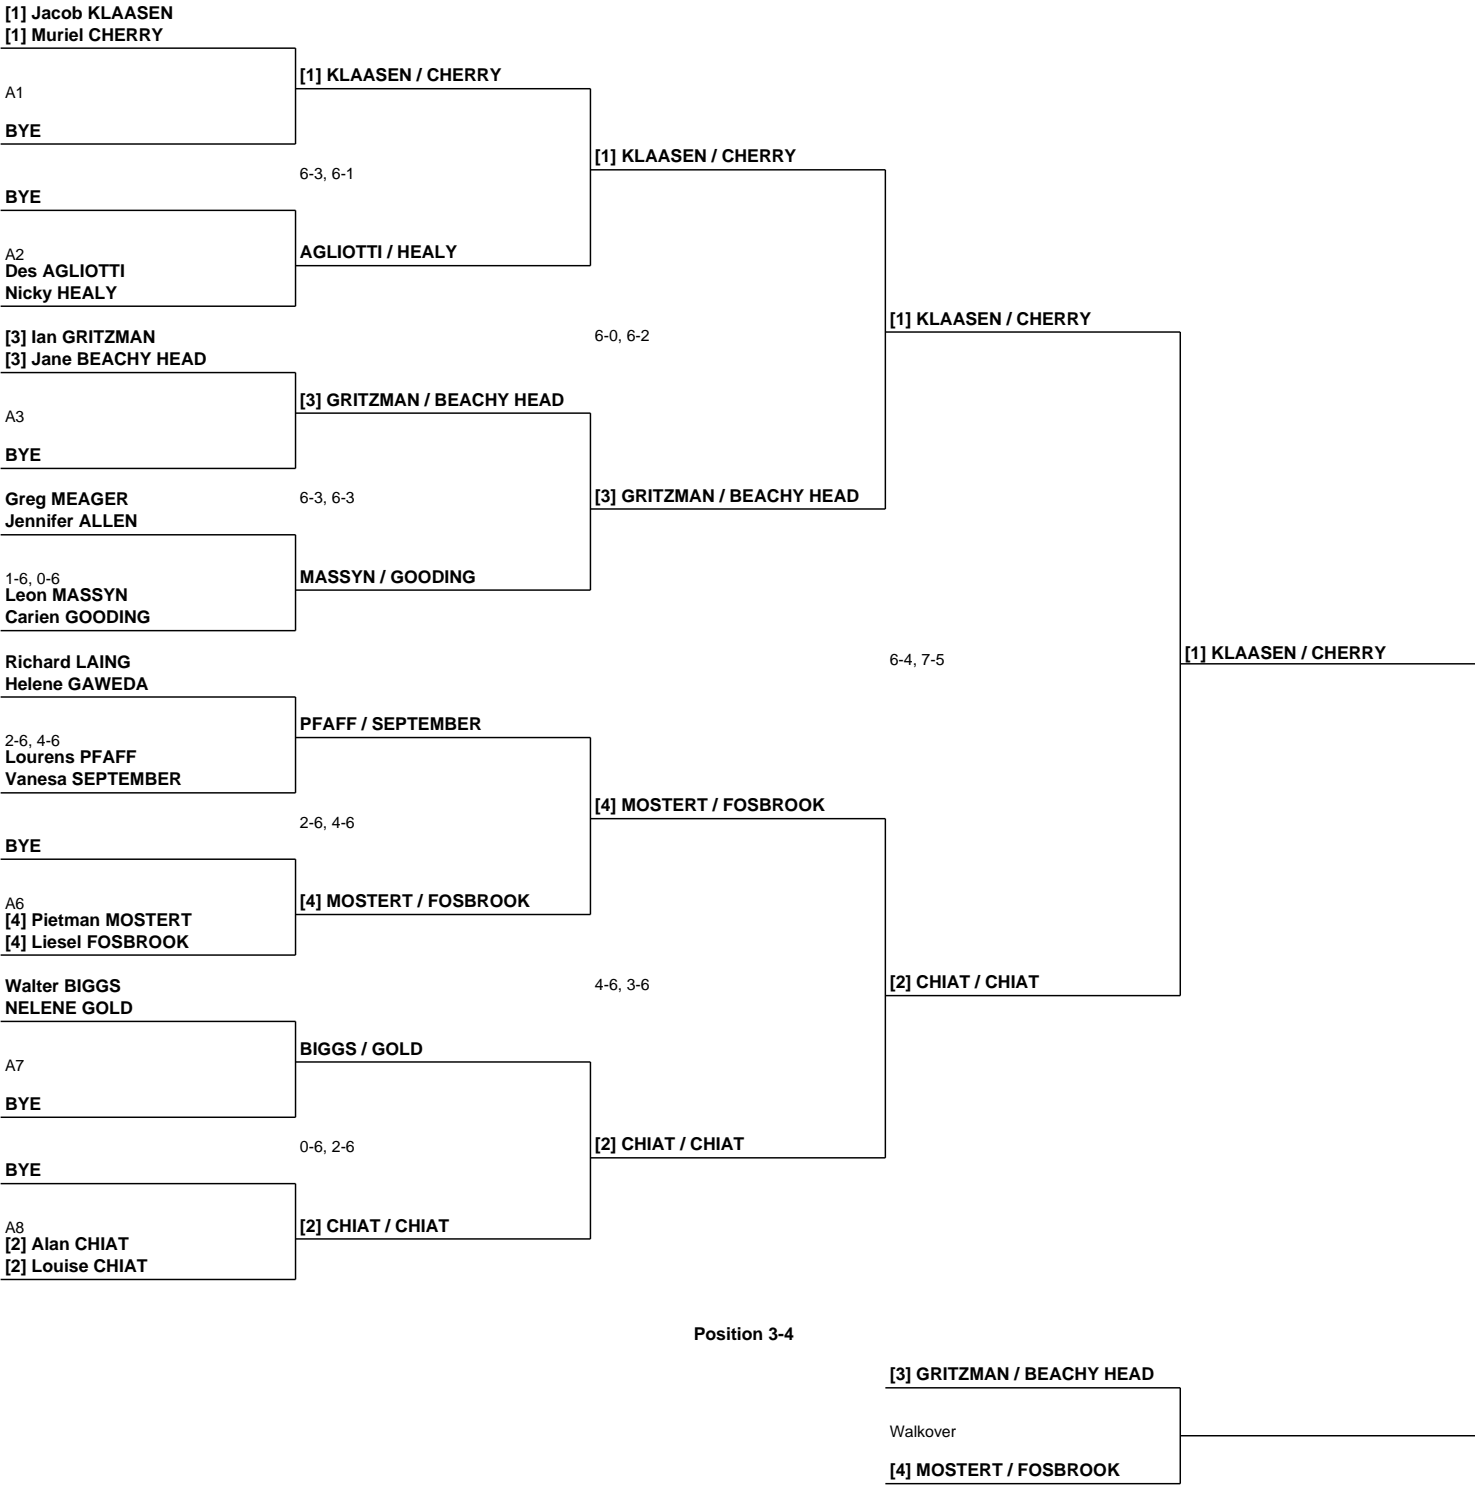 [1] Jacob KLAASEN
[1] Muriel CHERRY
[1] KLAASEN / CHERRY
A1
BYE
[1] KLAASEN / CHERRY
6-3, 6-1
BYE
AGLIOTTI / HEALY
A2
Des AGLIOTTI
Nicky HEALY
[1] KLAASEN / CHERRY
[3] Ian GRITZMAN
6-0, 6-2
[3] Jane BEACHY HEAD
[3] GRITZMAN / BEACHY HEAD
A3
BYE
Greg MEAGER
6-3, 6-3
[3] GRITZMAN / BEACHY HEAD
Jennifer ALLEN
1-6, 0-6
MASSYN / GOODING
Leon MASSYN
Carien GOODING
Richard LAING
6-4, 7-5
[1] KLAASEN / CHERRY
Helene GAWEDA
PFAFF / SEPTEMBER
2-6, 4-6
Lourens PFAFF
Vanesa SEPTEMBER
[4] MOSTERT / FOSBROOK
2-6, 4-6
BYE
A6
[4] MOSTERT / FOSBROOK
[4] Pietman MOSTERT
[4] Liesel FOSBROOK
Walter BIGGS
4-6, 3-6
[2] CHIAT / CHIAT
NELENE GOLD
BIGGS / GOLD
A7
BYE
0-6, 2-6
[2] CHIAT / CHIAT
BYE
A8
[2] CHIAT / CHIAT
[2] Alan CHIAT
[2] Louise CHIAT
Position 3-4
[3] GRITZMAN / BEACHY HEAD
Walkover
[4] MOSTERT / FOSBROOK